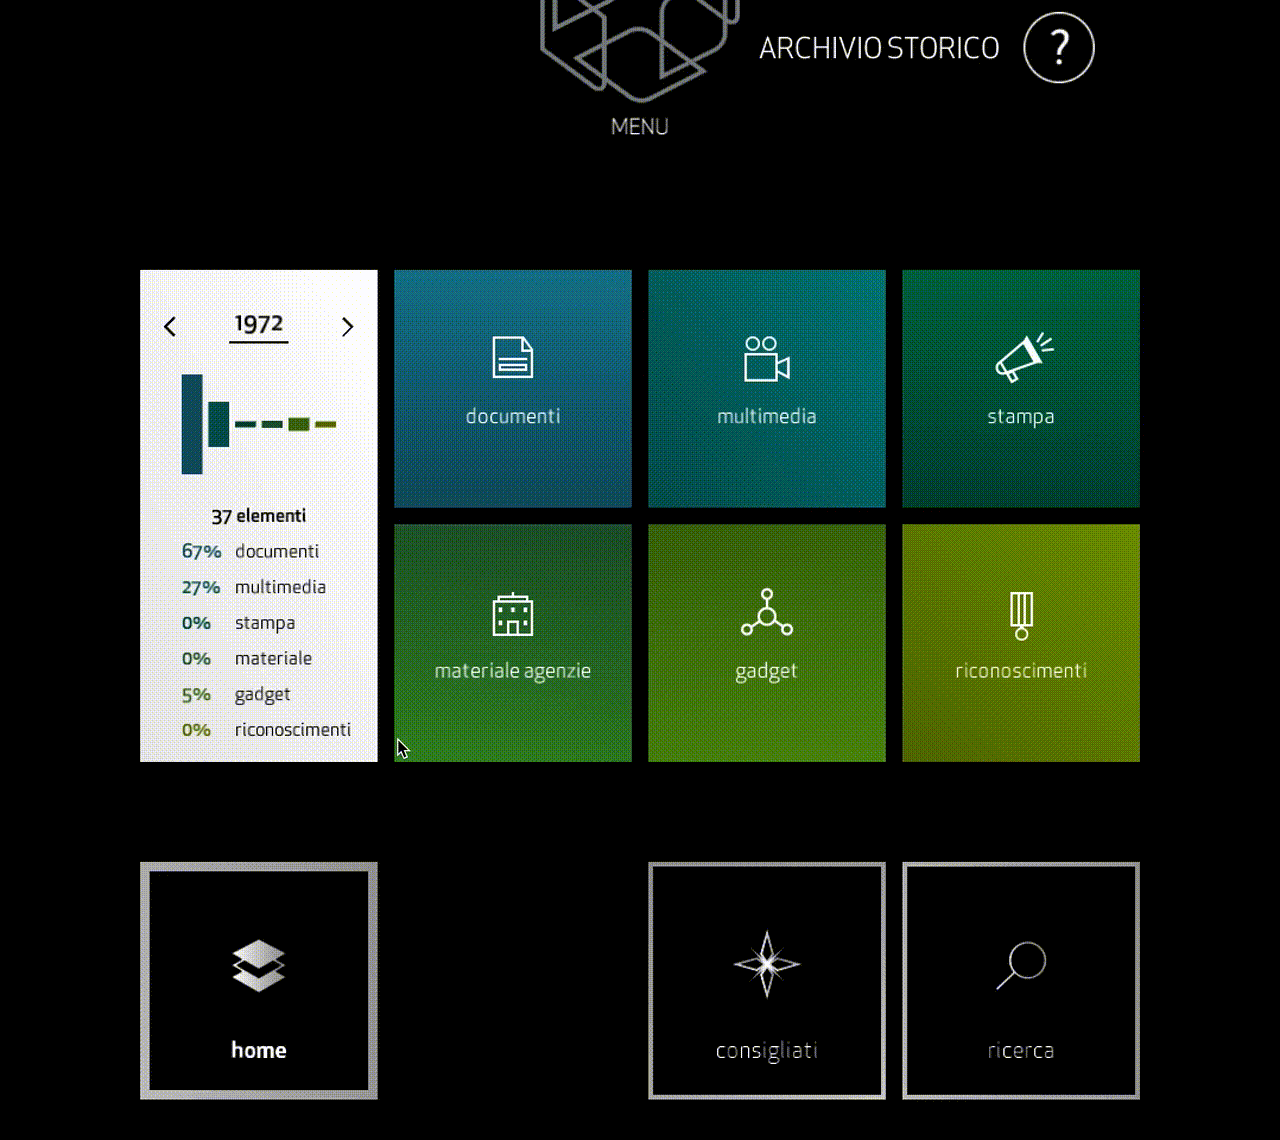 ARCHIVIO STORICO
?
MENU
1972
37 elementi
67% documenti
27% multimedia
0% stampa
0% materiale
5% gadget
0% riconoscimenti
documenti
multimedia
stampa
materiale agenzie
gadget
riconoscimenti
home
consigliati
ricerca